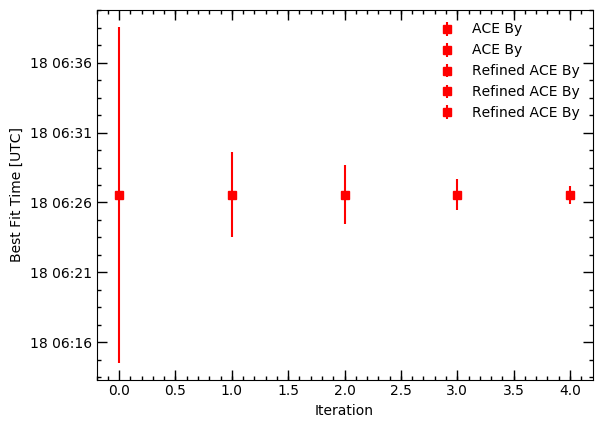 ACE By
ACE By
Refined ACE By
Refined ACE By
Refined ACE By
Best Fit Time [UTC]
18 06:36
18 06:31
18 06:26
18 06:21
18 06:16
0.0 0.5 1.0 1.5 2.0 2.5 3.0 3.5 4.0
Iteration